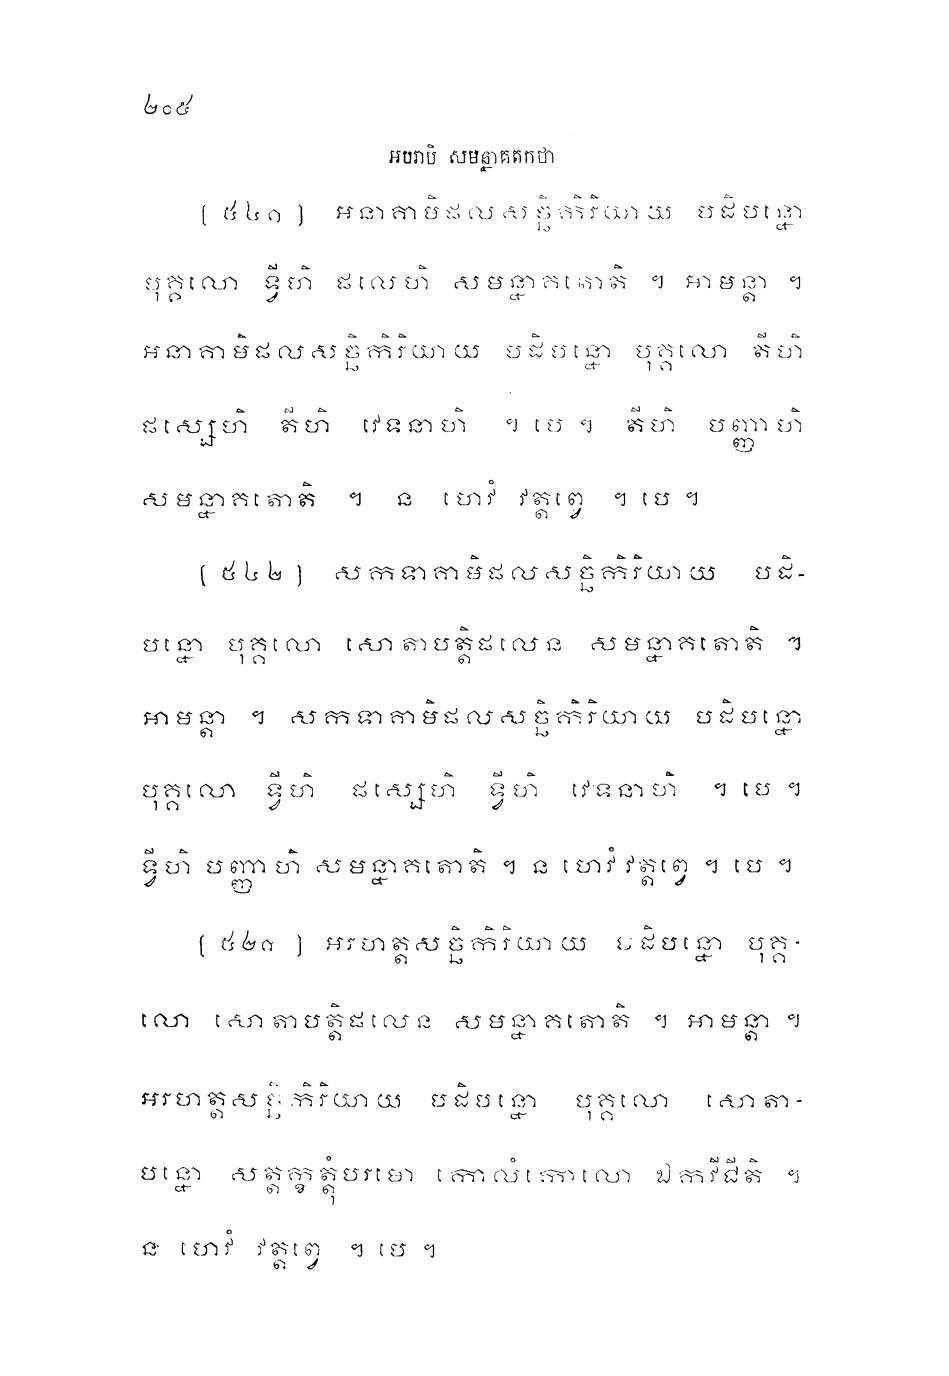 ២០៥
អបរាបិ សមន្នាគតកថា
[ ៥៤១ ] អនាគាមិផលសច្ឆិកិរិយាយ បដិបន្នោ
បុគ្គលោ ទ្វីហិ ផលេហិ សមន្នាគតោតិ ។ អាមន្តា ។
អនាគាមិផលសច្ឆិកិរិយាយ បដិបន្នោ បុគ្គលោ តីហិ
ផស្សេហិ តីហិ វេទនាហិ ។ បេ ។ តីហិ បញ្ញាហិ
សមន្នាគតោតិ ។ ន ហេវំ វត្តព្វេ ។ បេ ។
[ ៥៤២ ] សកទាគាមិផលសច្ឆិកិរិយាយ បដិ-
បន្នោ បុគ្គលោ សោតាបត្តិផលេន សមន្នាគតោតិ ។
អាមន្តា ។ សកទាគាមិផលសច្ឆិកិរិយាយ បដិបន្នោ
បុគ្គលោ ទ្វីហិ ផស្សេហិ ទ្វីហិ វេទនាហិ ។ បេ ។
ទ្វីហិ បញ្ញាហិ សមន្នាគតោតិ ។ ន ហេវំ វត្តព្វេ ។ បេ ។
[ ៥៤៣ ] អរហត្តសច្ឆិកិរិយាយ បដិបន្នោ បុគ្គ-
លោ សោតាបត្តិផលេន សមន្នាគតោតិ ។ អាមន្តា ។
អរហត្តសច្ឆិកិរិយាយ បដិបន្នោ បុគ្គលោ សោតា-
បន្នោ សត្តក្ខត្តុំបរមោ កោលំកោលោ ឯកវីជីតិ ។
ន ហេវំ វត្តព្វេ ។ បេ ។